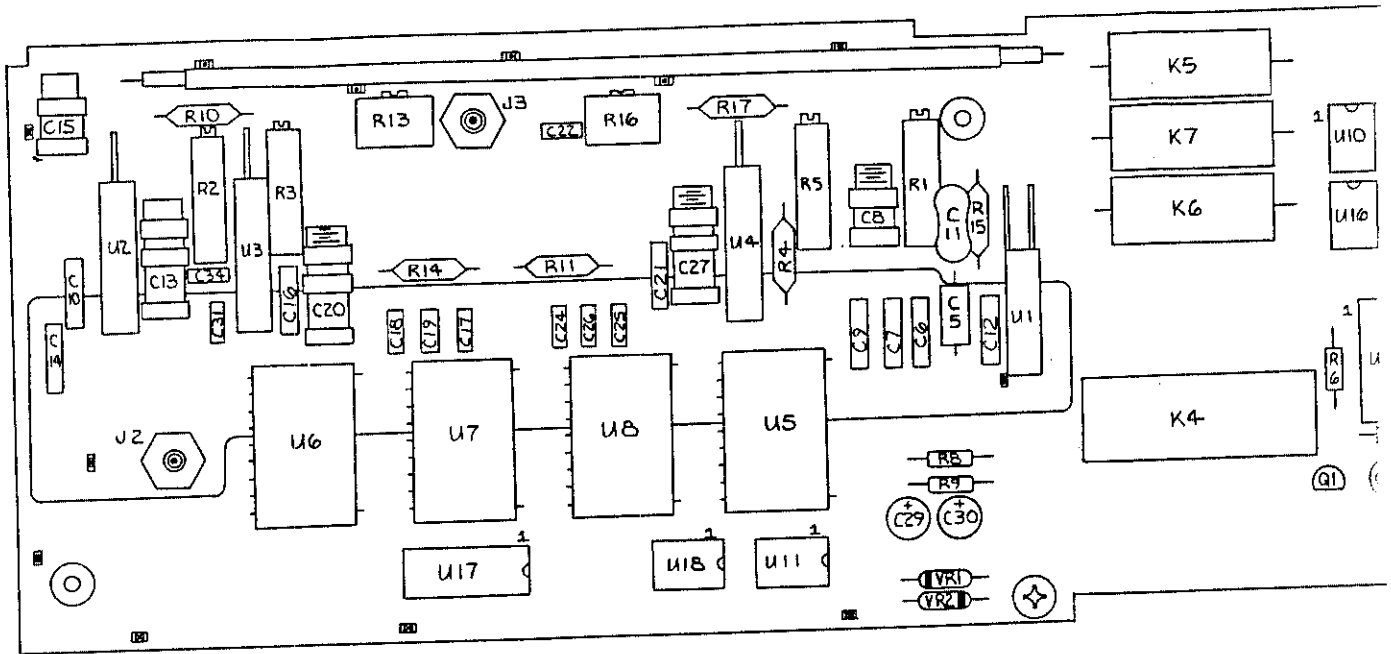 K5
J3
R17
R10
C15
R13
C22
R16
1
U10
K7
R2
R3
R5
R1
C8
C
11
R
15
K6
U16
U2
U3
U4
R4
C13
C34
C27
C21
R14
R11
C
10
C16
C20
C31
C
5
C12
U1
1
C18
C19
C17
C24
C26
C25
C9
C7
C6
C
14
R
6
U
K4
J2
U6
U7
U8
U5
R8
R9
Q1
C29
+
C30
+
1
1
1
U17
U18
U11
VR1
VR2